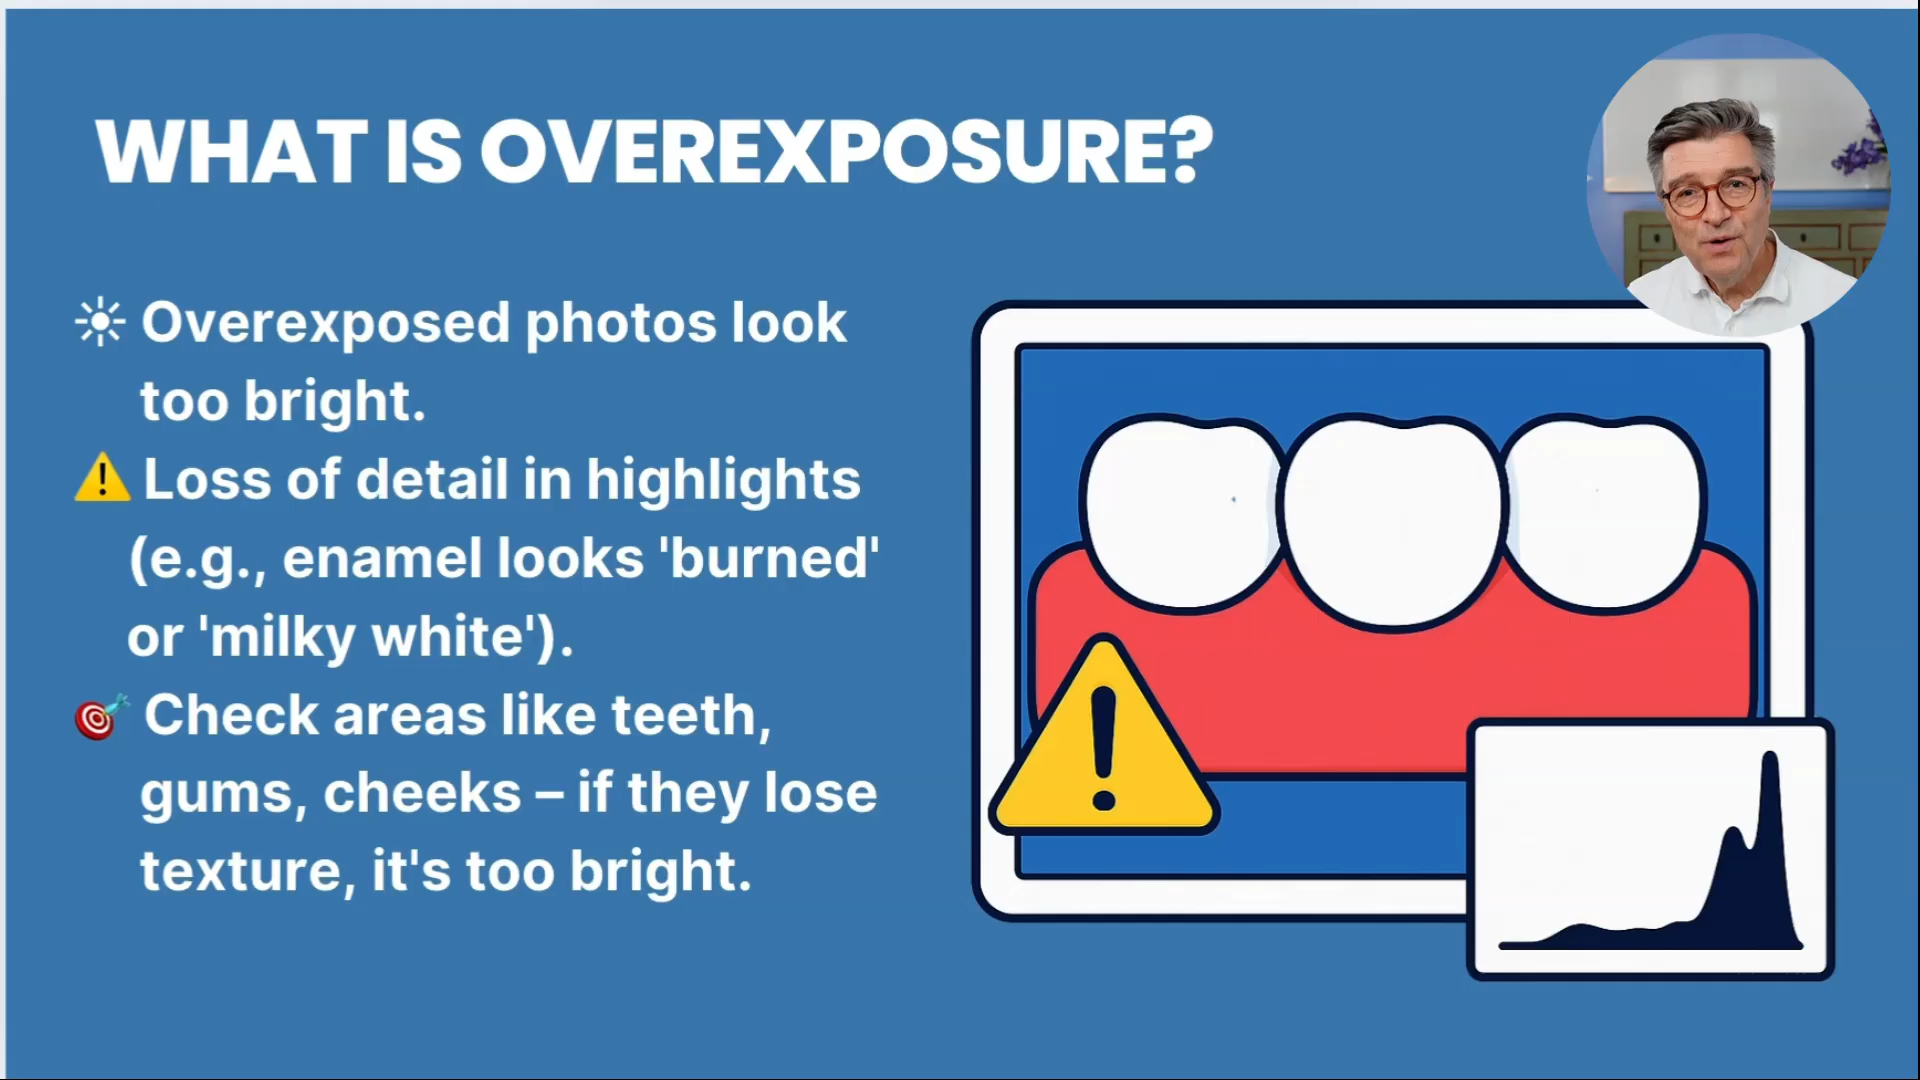 WHAT IS OVEREXPOSURE?
☀ Overexposed photos look
too bright.
⚠️ Loss of detail in highlights
(e.g., enamel looks 'burned'
or 'milky white').
🎯 Check areas like teeth,
gums, cheeks – if they lose
texture, it's too bright.